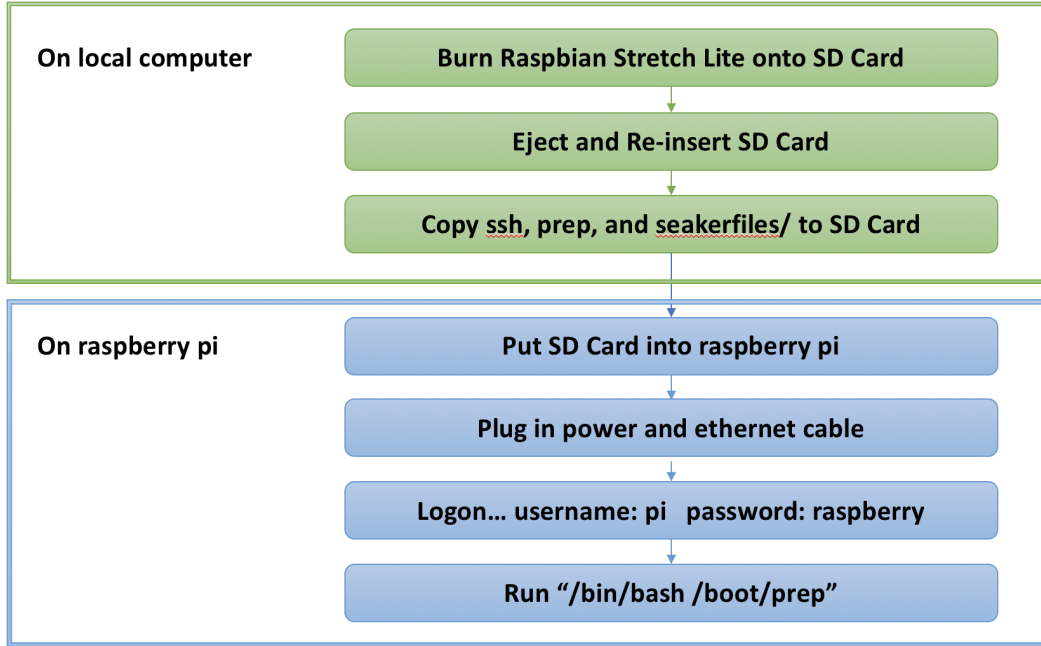 On local computer
Burn Raspbian Stretch Lite onto SD Card
Eject and Re-insert SD Card
Copy ssh, prep, and seakerfiles/ to SD Card
On raspberry pi
Put SD Card into raspberry pi
Plug in power and ethernet cable
Logon… username: pi   password: raspberry
Run “/bin/bash /boot/prep”